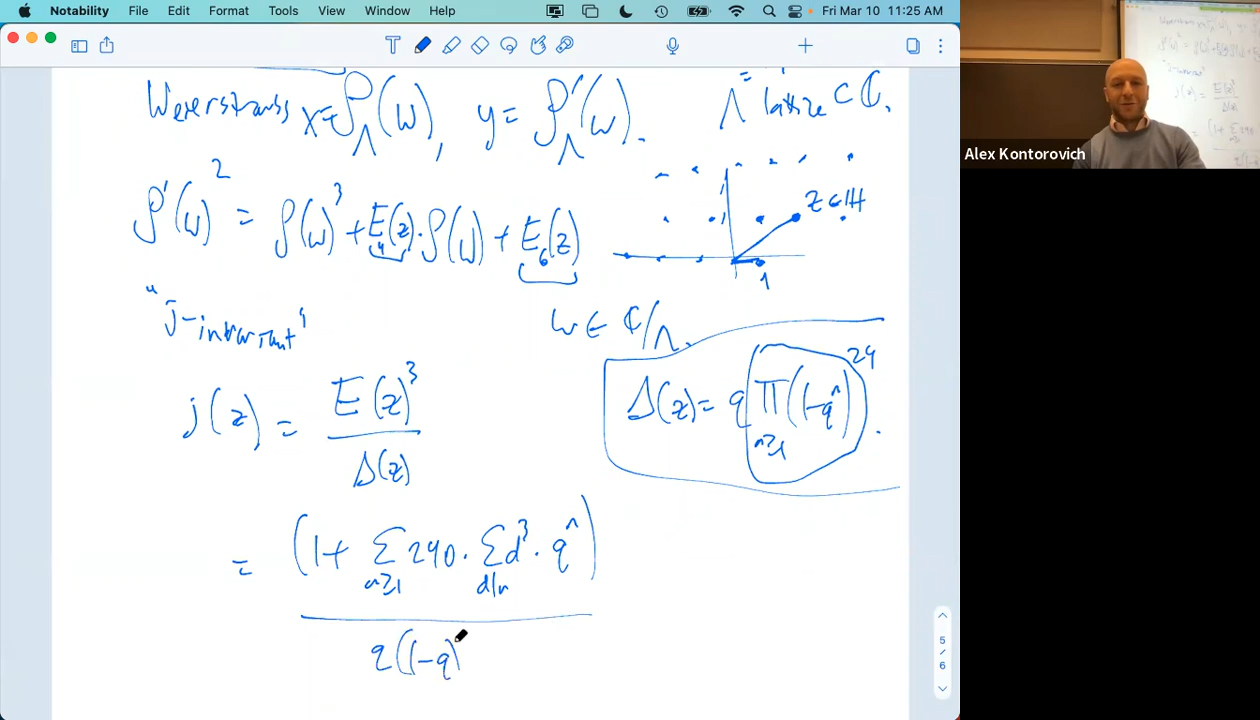 Notability File Edit Format Tools View Window Help Fri Mar 10 11:25 AM
Weierstrass x=℘_Λ(w), y=℘'_Λ(w). Λ = lattice ⊂ ℂ.
℘'(w)² = ℘(w)³ + E₄(z)·℘(w) + E₆(z)
z ∈ ℍ
1
"j-invariant"
w ∈ ℂ/Λ.
Δ(z) = q ∏_{n≥1} (1-qⁿ)²⁴.
j(z) = E(z)³ / Δ(z)
= (1 + Σ_{n≥1} 240 · Σ_{d|n} d³ · qⁿ)
q((1-q)
Alex Kontorovich
5
/
6